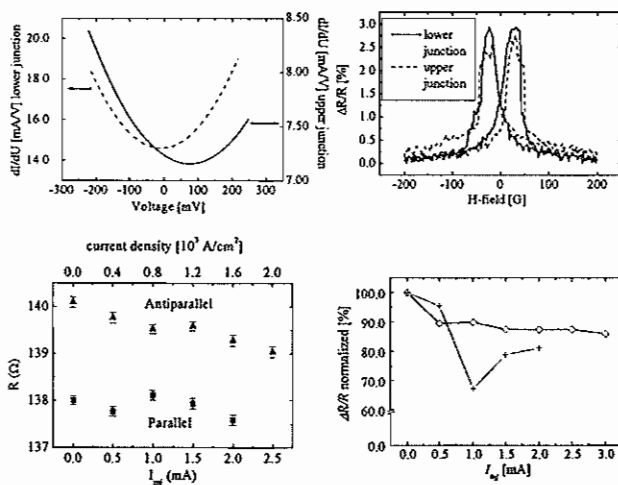 20.0
18.0
16.0
14.0
dI/dU [mA/V] lower junction
8.50
8.00
7.50
7.00
dI/dU [mA/V] upper junction
-300 -200 -100 0 100 200 300
Voltage [mV]
3.0
2.5
2.0
1.5
1.0
0.5
0.0
ΔR/R [%]
lower
junction
upper
junction
-200 -100 0 100 200
H-field [G]
current density [10³ A/cm²]
0.0 0.4 0.8 1.2 1.6 2.0
140
139
138
137
R (Ω)
Antiparallel
Parallel
0.0 0.5 1.0 1.5 2.0 2.5
(mA)
100.0
90.0
80.0
70.0
60.0
0.0
ΔR/R normalized [%]
0.0 0.5 1.0 1.5 2.0 2.5 3.0
[mA]